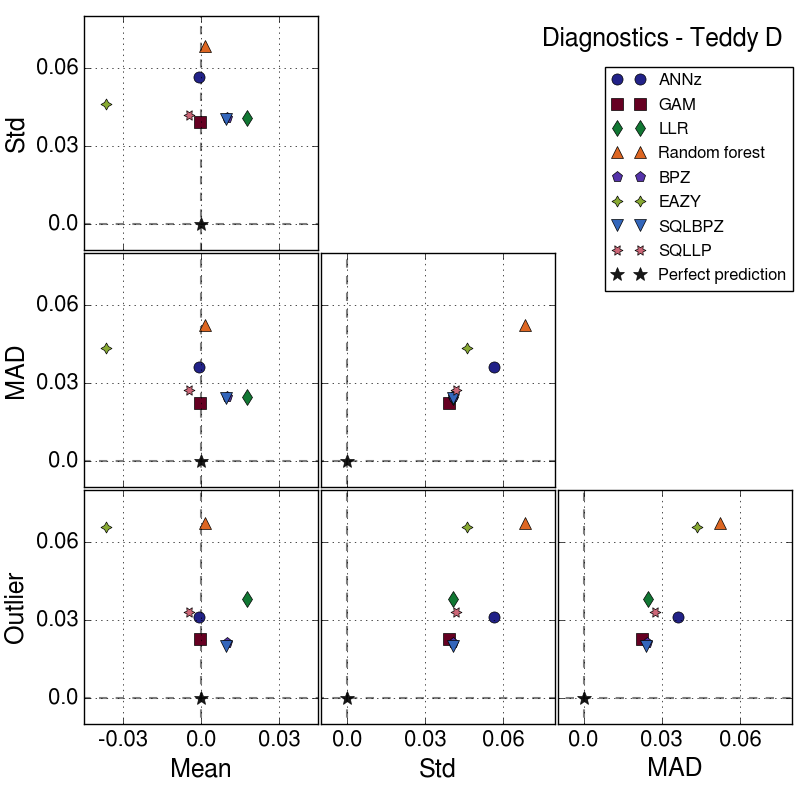 Diagnostics - Teddy D
ANNz
GAM
LLR
Random forest
BPZ
EAZY
SQLBPZ
SQLLP
Perfect prediction
Std
0.06
0.03
0.0
MAD
0.06
0.03
0.0
Outlier
0.06
0.03
0.0
-0.03 0.0 0.03 0.0 0.03 0.06 0.0 0.03 0.06
Mean Std MAD